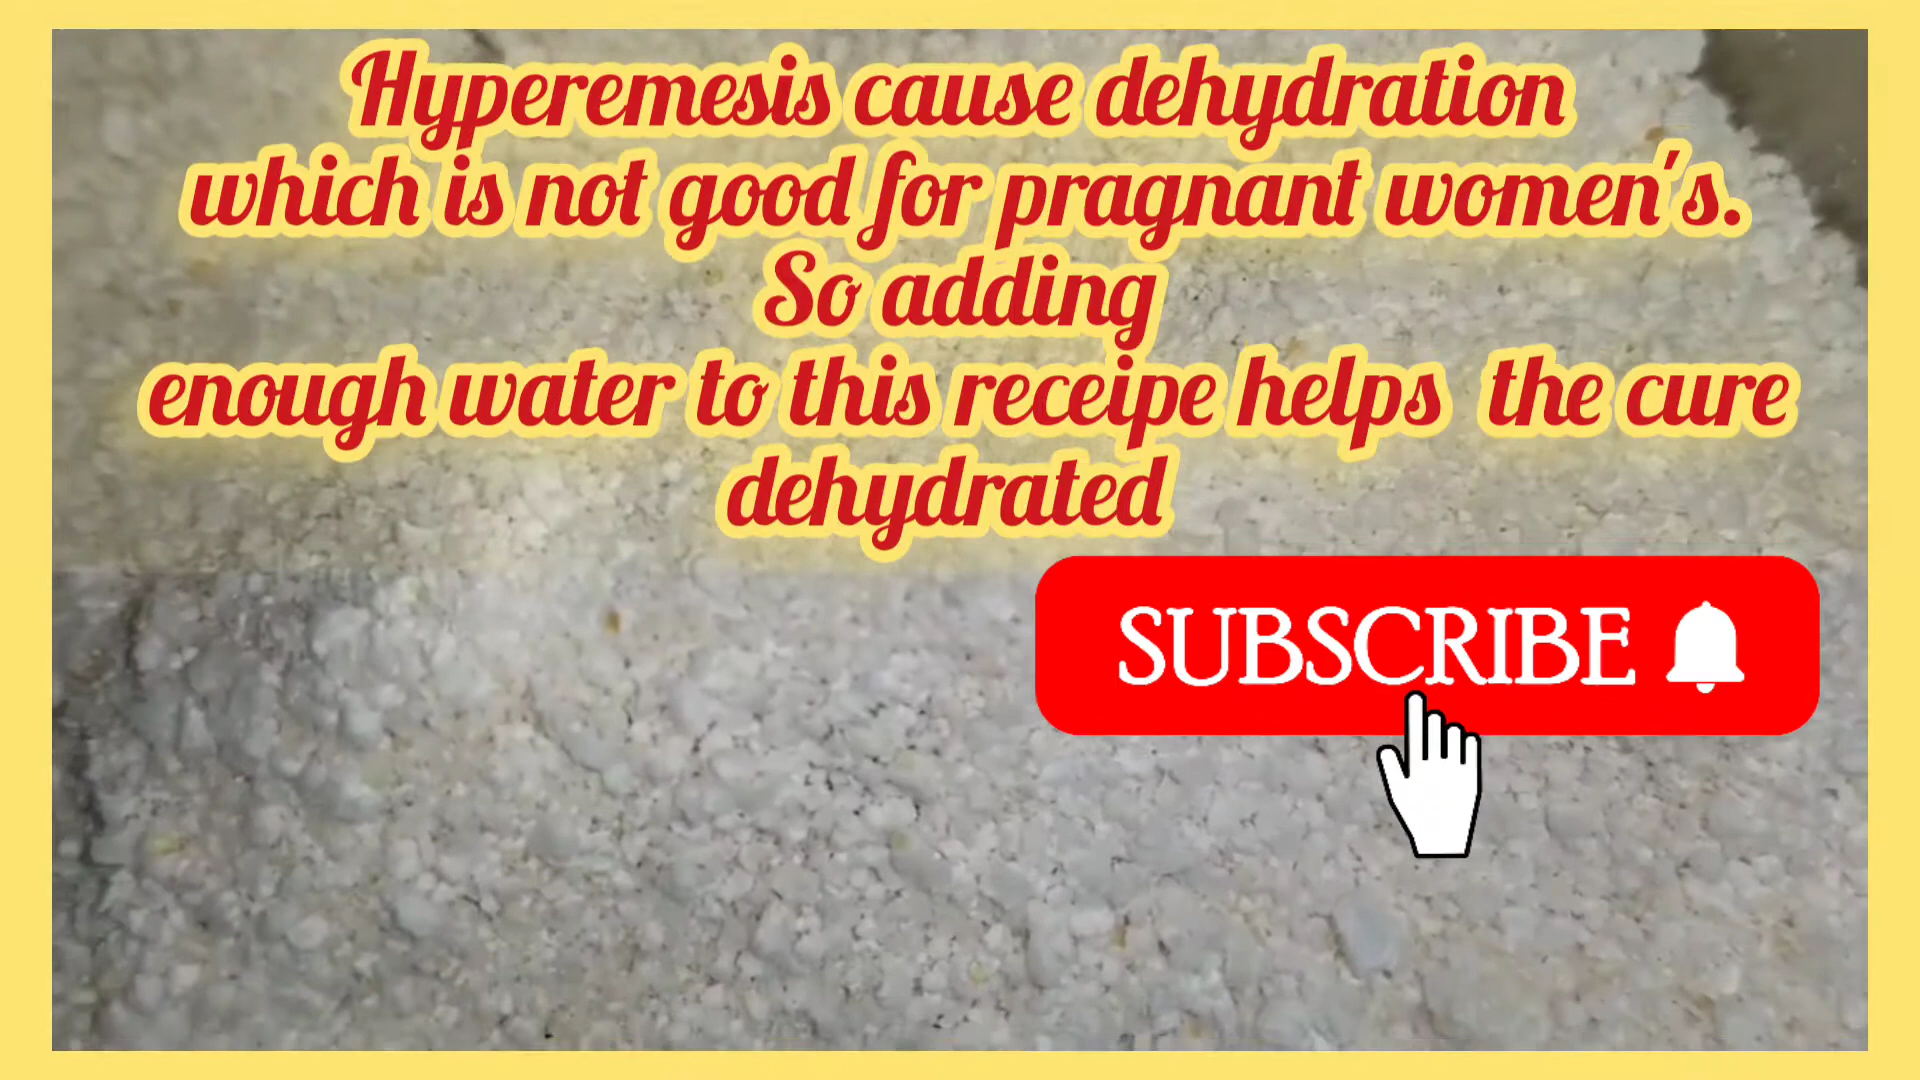 Hyperemesis cause dehydration
which is not good for pragnant women's.
So adding
enough water to this receipe helps  the cure
dehydrated
SUBSCRIBE